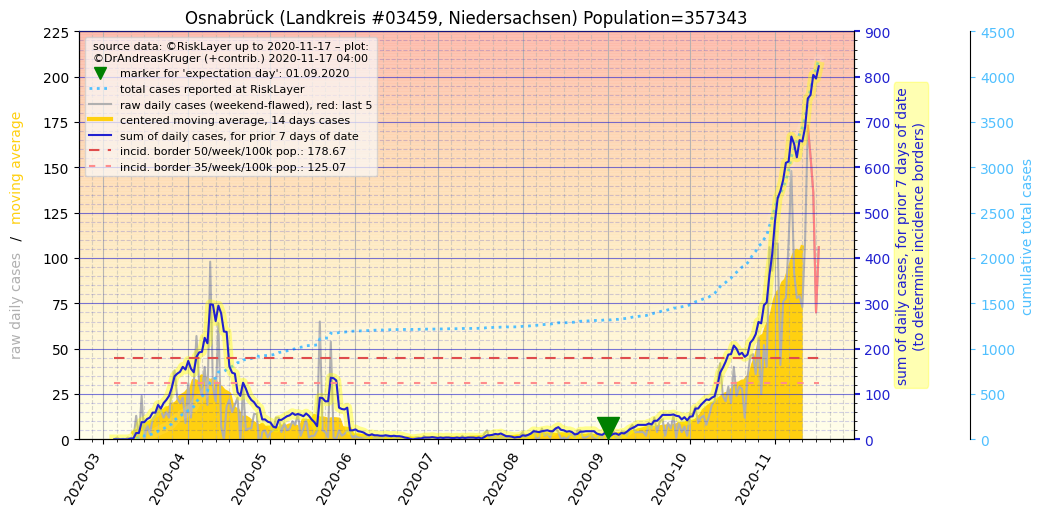 Osnabrück (Landkreis #03459, Niedersachsen) Population=357343
source data: ©RiskLayer up to 2020-11-17 – plot:
©DrAndreasKruger (+contrib.) 2020-11-17 04:00
marker for 'expectation day': 01.09.2020
total cases reported at RiskLayer
raw daily cases (weekend-flawed), red: last 5
centered moving average, 14 days cases
sum of daily cases, for prior 7 days of date
incid. border 50/week/100k pop.: 178.67
incid. border 35/week/100k pop.: 125.07
raw daily cases / moving average
225
200
175
150
125
100
75
50
25
0
2020-03
2020-04
2020-05
2020-06
2020-07
2020-08
2020-09
2020-10
2020-11
900
800
700
600
500
400
300
200
100
0
sum of daily cases, for prior 7 days of date
(to determine incidence borders)
4500
4000
3500
3000
2500
2000
1500
1000
500
0
cumulative total cases